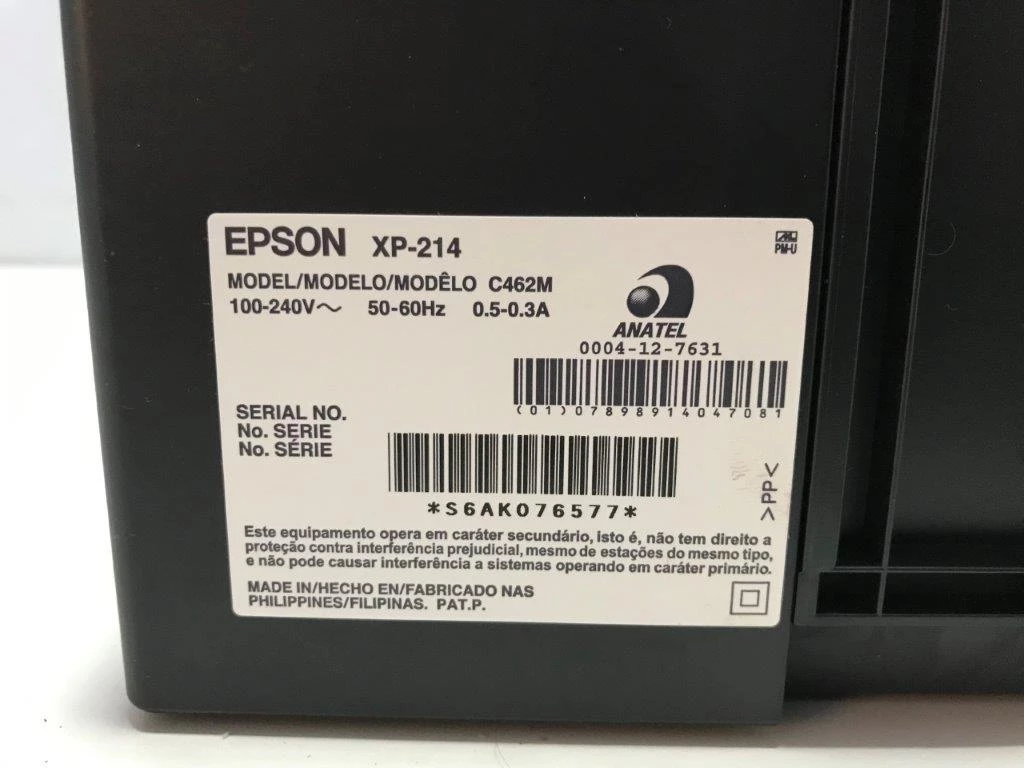 EPSON XP-214
PM-U
MODEL/MODELO/MODÊLO C462M
100-240V～ 50-60Hz 0.5-0.3A
ANATEL
0004-12-7631
(01)07898914047081
SERIAL NO.
No. SERIE
No. SÉRIE
*S6AK076577*
>PP<
Este equipamento opera em caráter secundário, isto é, não tem direito a
proteção contra interferência prejudicial, mesmo de estações do mesmo tipo,
e não pode causar interferência a sistemas operando em caráter primário.
MADE IN/HECHO EN/FABRICADO NAS
PHILIPPINES/FILIPINAS. PAT.P.